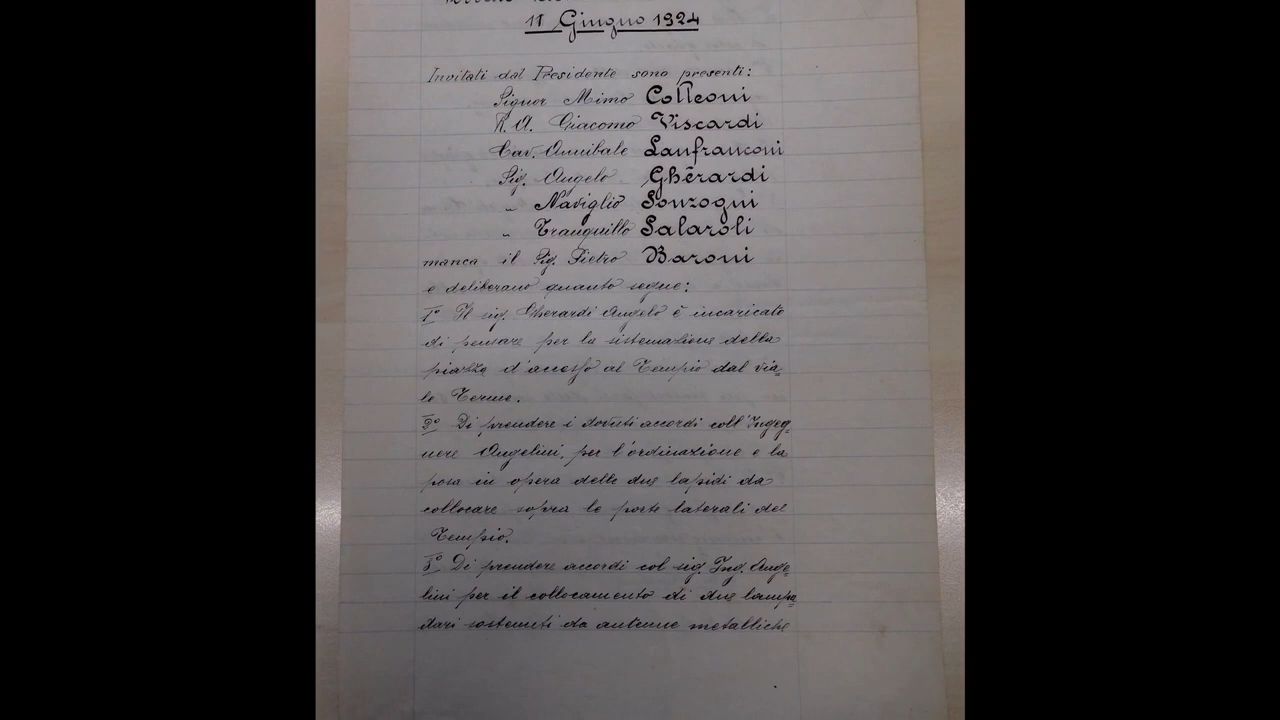 11 Giugno 1924
Invitati dal Presidente sono presenti:
Signor Mimo Colleoni
R. A. Giacomo Viscardi
Cav. Annibale Lanfranconi
Sig. Angelo Gherardi
" Naviglio Sonzogni
" Tranquillo Salaroli
manca il Sig. Pietro Baroni
e deliberano quanto segue:
1º Il sig. Gherardi Angelo è incaricato
di pensare per la sistemazione della
piazza d'accesso al Tempio dal via=
le Terme.
2º Di prendere i dovuti accordi coll'Ingeg=
nere Angelini, per l'ordinazione e la
posa in opera delle due lapidi da
collocare sopra le porte laterali del
Tempio.
3º Di prendere accordi col sig. Ing. Ange=
lini per il collocamento di due lampa=
dari sostenuti da antenne metalliche